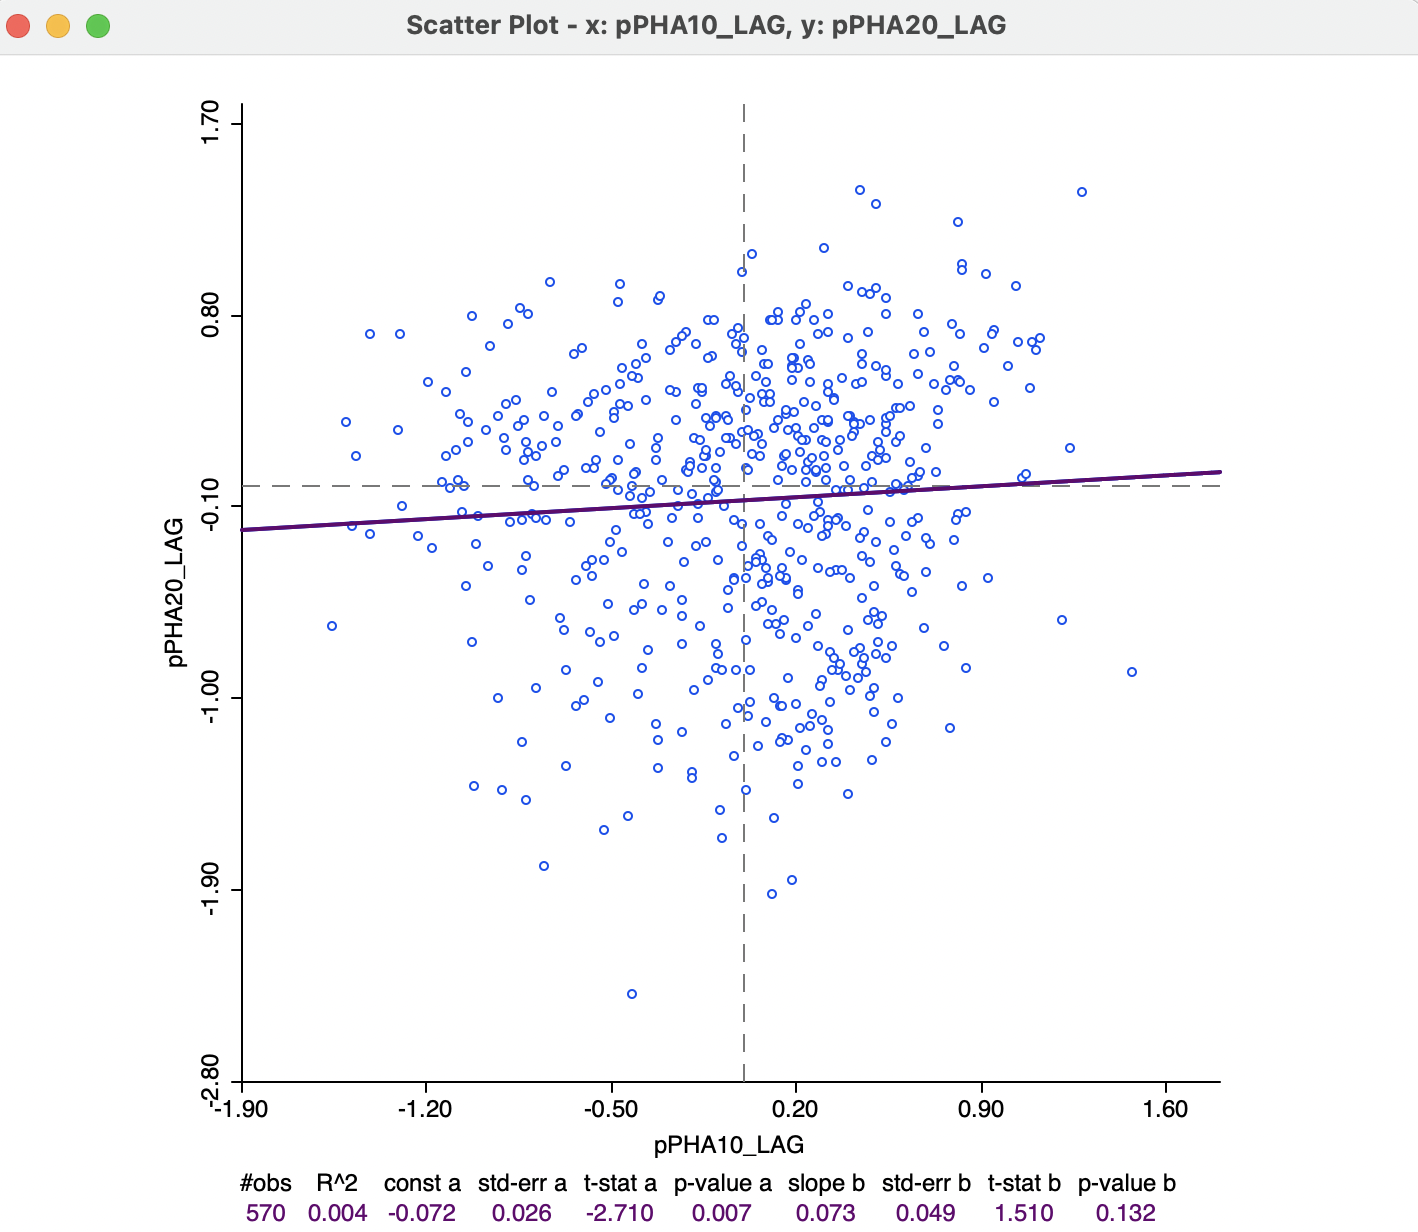 Scatter Plot - x: pPHA10_LAG, y: pPHA20_LAG
1.70
0.80
-0.10
-1.00
-1.90
-2.80
pPHA20_LAG
-1.90 -1.20 -0.50 0.20 0.90 1.60
pPHA10_LAG
#obs R^2 const a std-err a t-stat a p-value a slope b std-err b t-stat b p-value b
570 0.004 -0.072 0.026 -2.710 0.007 0.073 0.049 1.510 0.132